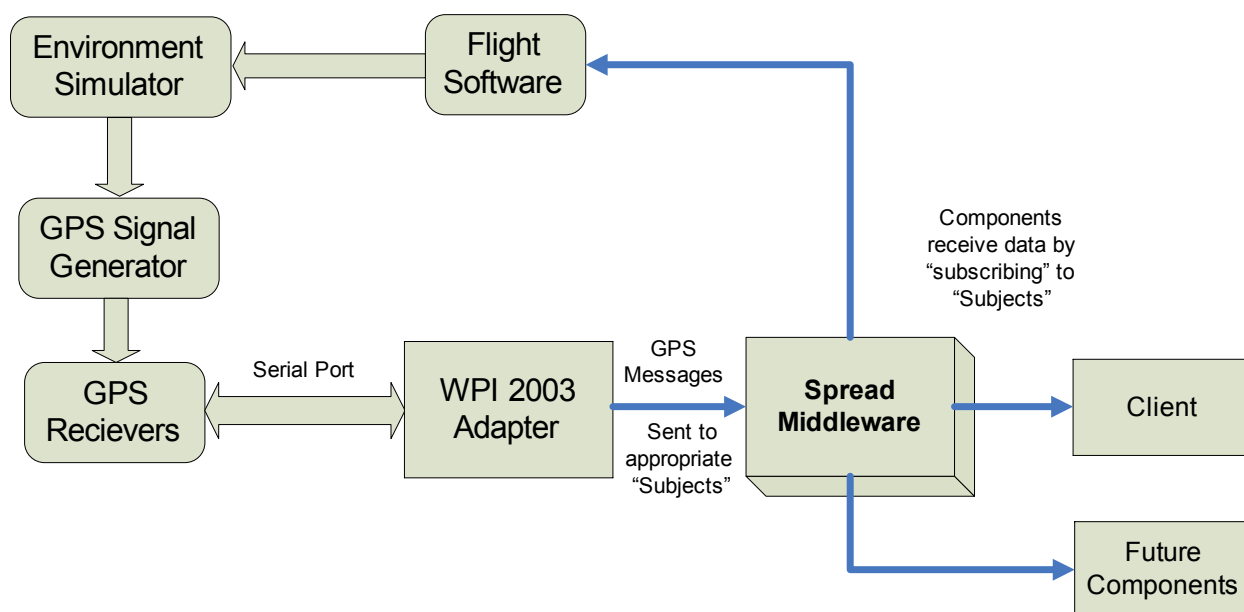 Environment
Simulator
Flight
Software
GPS Signal
Generator
Components
receive data by
“subscribing” to
“Subjects”
GPS
Recievers
Serial Port
WPI 2003
Adapter
GPS
Messages
Sent to
appropriate
“Subjects”
Spread
Middleware
Client
Future
Components